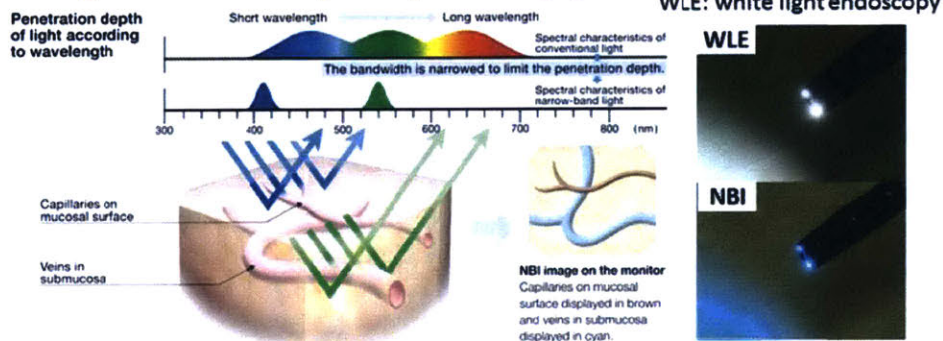 WLE: white light endoscopy
Penetration depth
of light according
to wavelength
Short wavelength
Long wavelength
Spectral characteristics of
conventional light
The bandwidth is narrowed to limit the penetration depth.
Spectral characteristics of
narrow-band light
300 400 500 600 700 800 (nm)
Capillaries on
mucosal surface
Veins in
submucosa
NBI image on the monitor
Capillaries on mucosal
surface displayed in brown
and veins in submucosa
displayed in cyan.
WLE
NBI